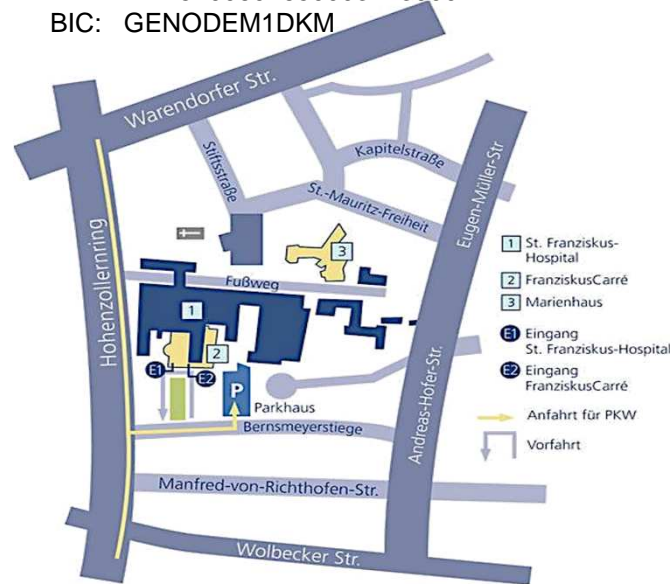 BIC: GENODEM1DKM
Warendorfer Str.
Stiftsstraße
Kapitelstraße
St.-Mauritz-Freiheit
Eugen-Müller-Str
Hohenzollernring
3
Fußweg
1
2
E1
E2
P
Parkhaus
Bernsmeyerstiege
Andreas-Hofer-Str.
Manfred-von-Richthofen-Str.
Wolbecker Str.
1 St. Franziskus-
Hospital
2 FranziskusCarré
3 Marienhaus
E1 Eingang
St. Franziskus-Hospital
E2 Eingang
FranziskusCarré
Anfahrt für PKW
Vorfahrt